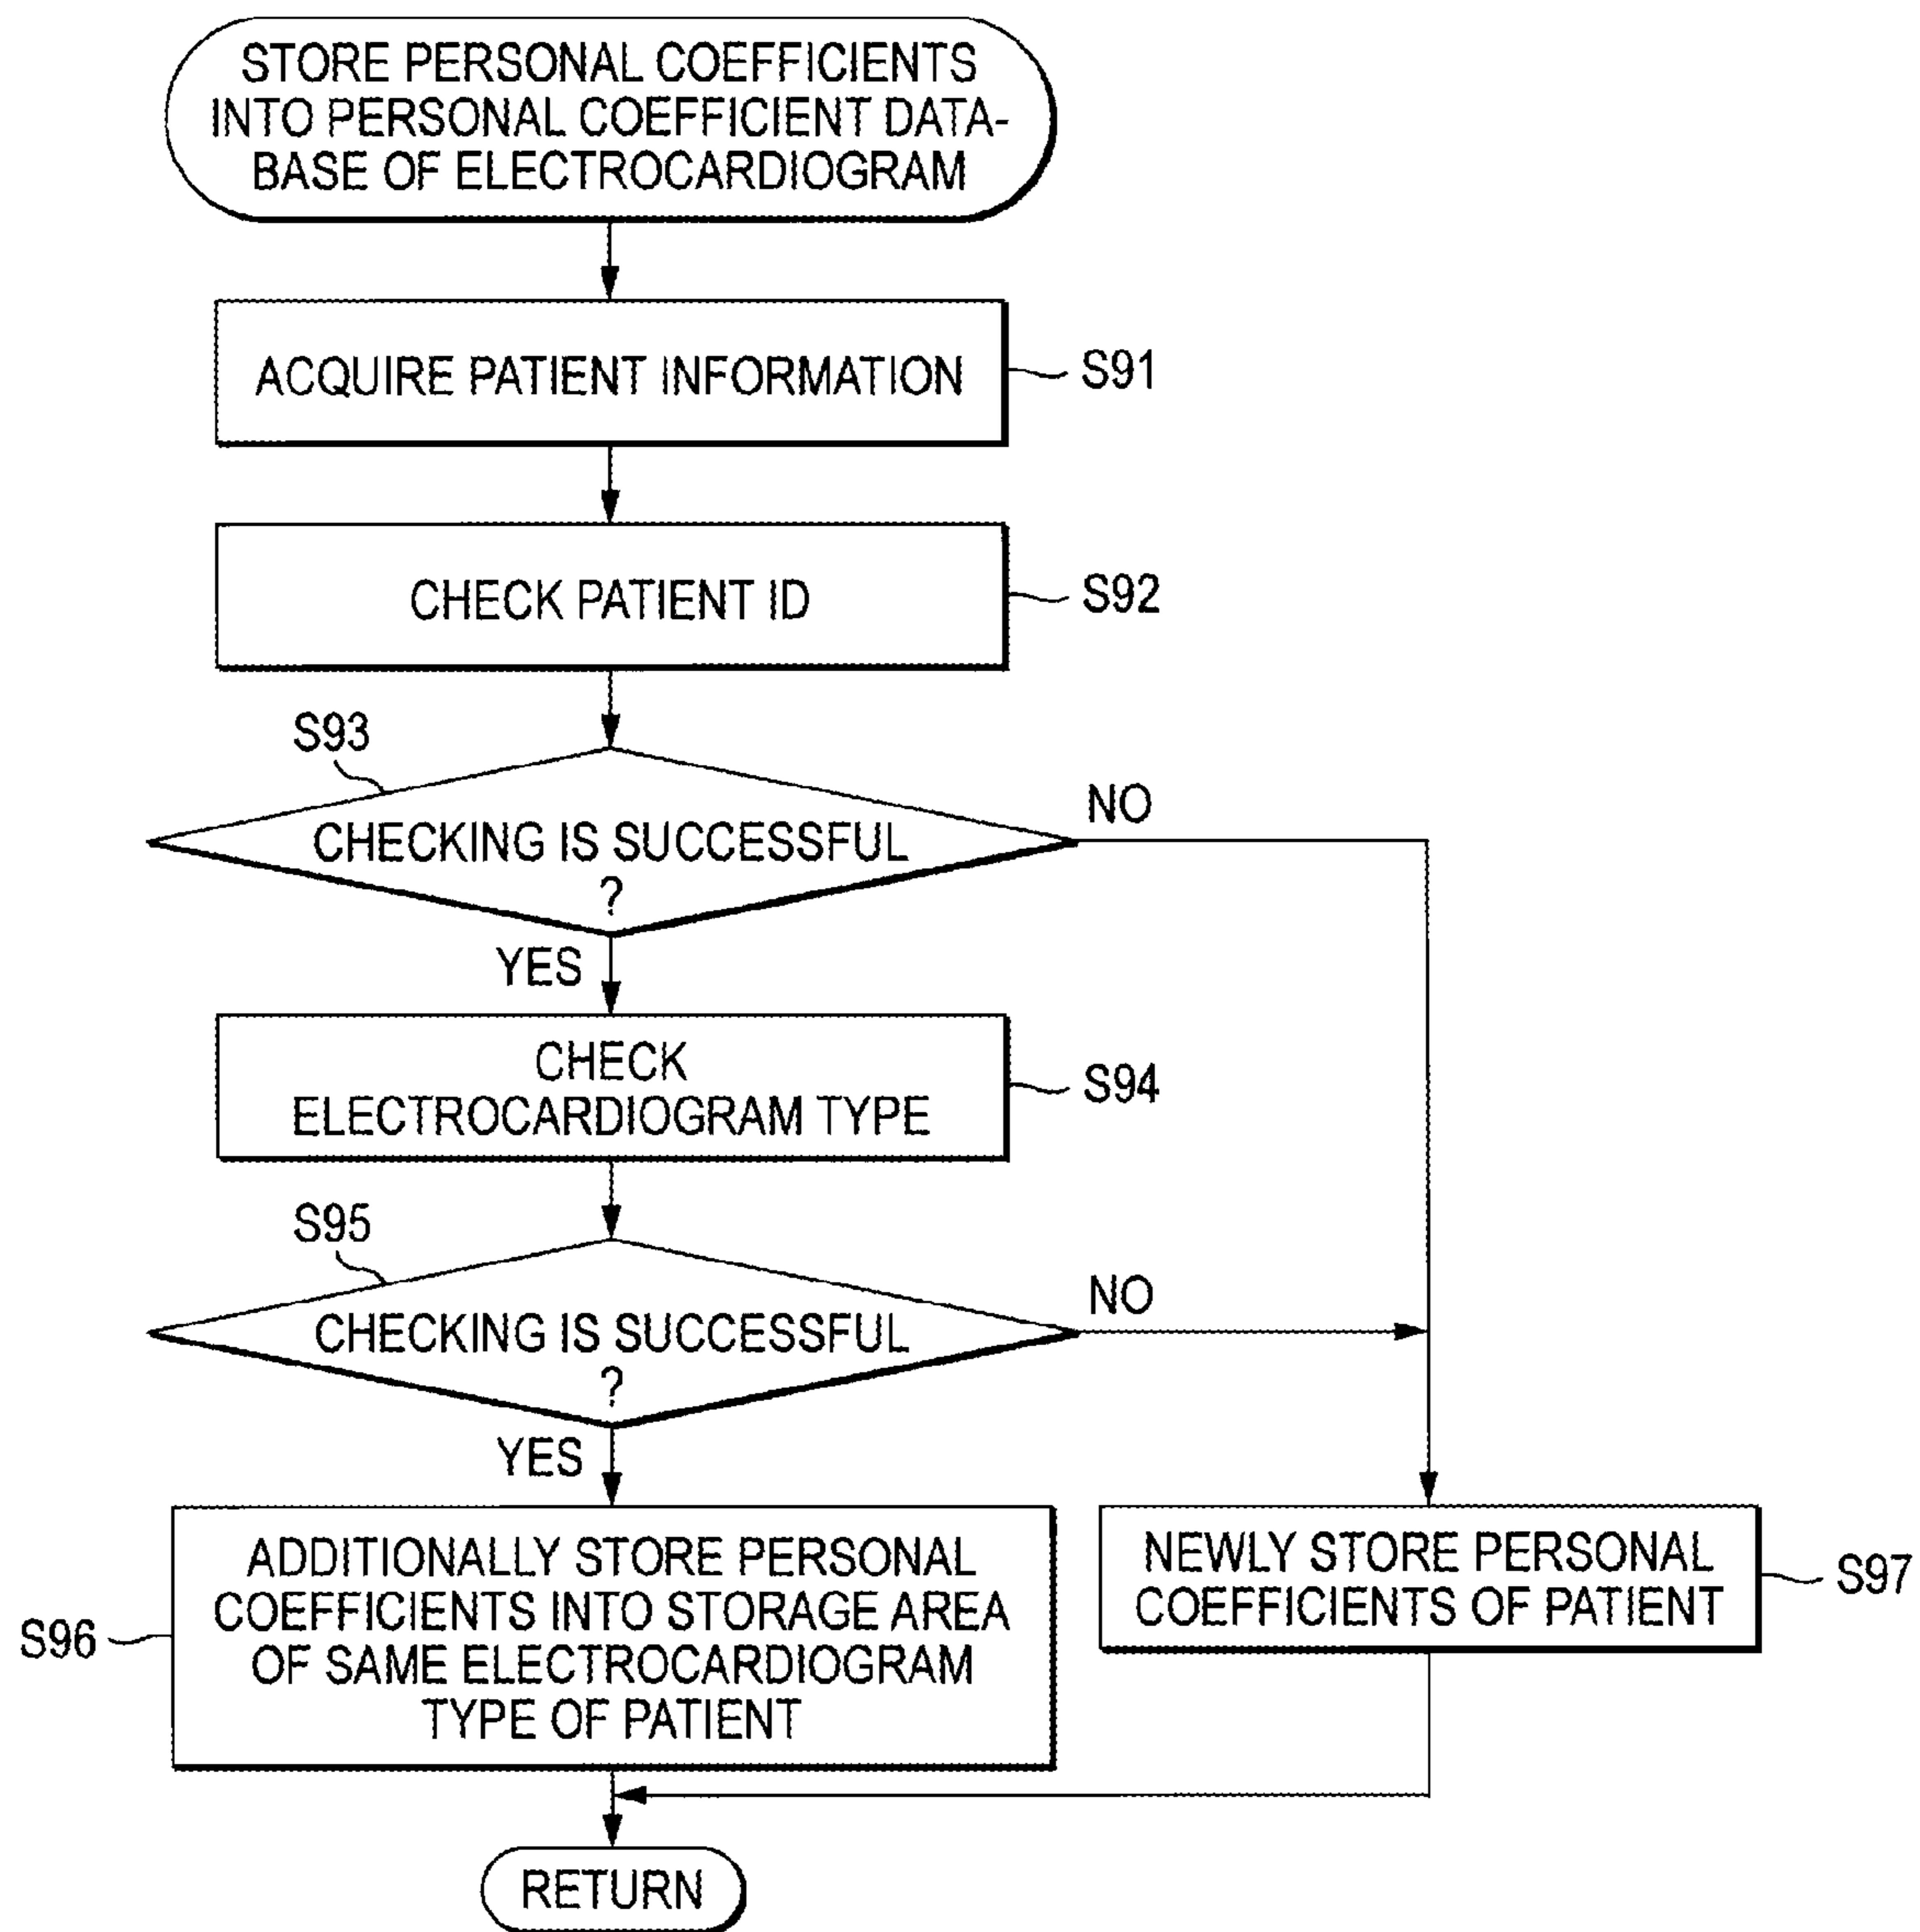 STORE PERSONAL COEFFICIENTS
INTO PERSONAL COEFFICIENT DATA-
BASE OF ELECTROCARDIOGRAM
ACQUIRE PATIENT INFORMATION
S91
CHECK PATIENT ID
S92
S93
CHECKING IS SUCCESSFUL
?
NO
YES
CHECK
ELECTROCARDIOGRAM TYPE
S94
S95
CHECKING IS SUCCESSFUL
?
NO
YES
ADDITIONALLY STORE PERSONAL
COEFFICIENTS INTO STORAGE AREA
OF SAME ELECTROCARDIOGRAM
TYPE OF PATIENT
S96
NEWLY STORE PERSONAL
COEFFICIENTS OF PATIENT
S97
RETURN